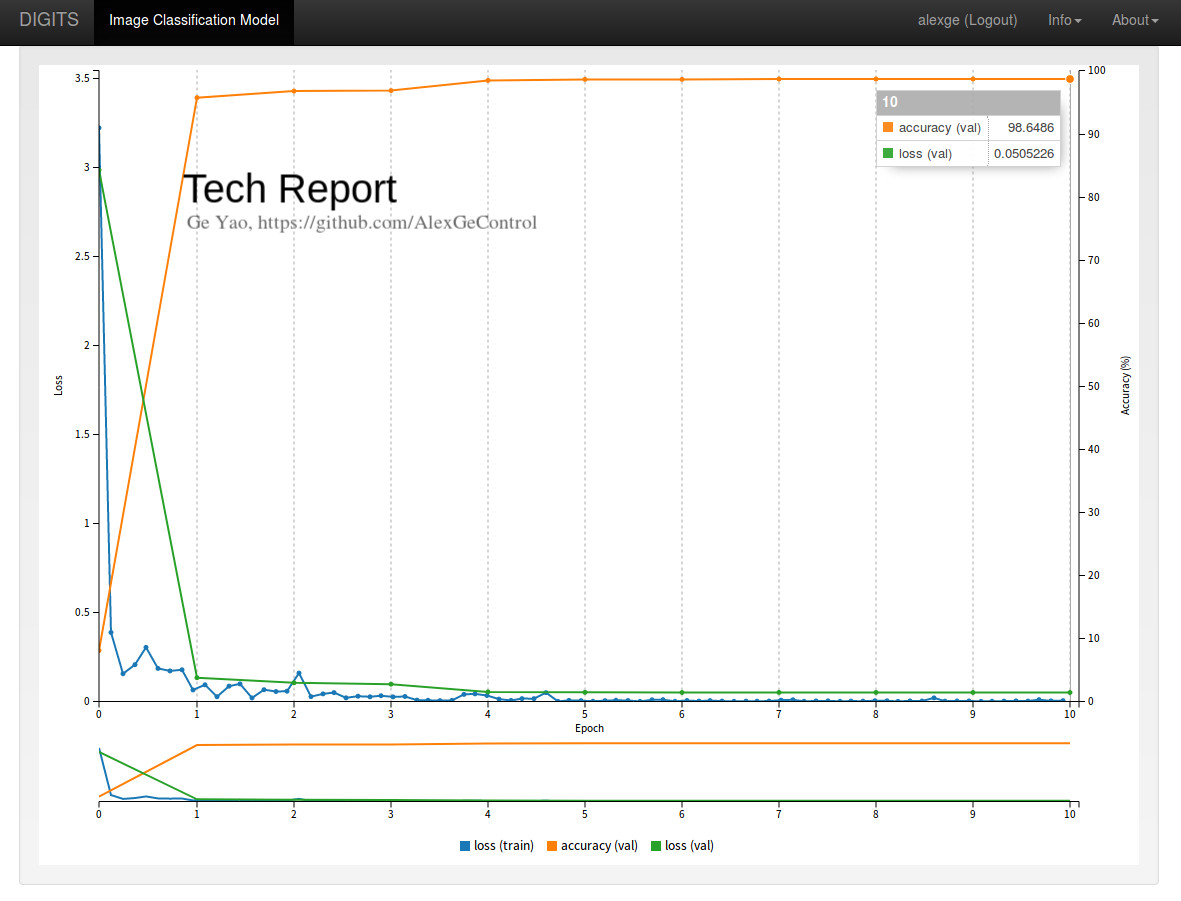 DIGITS Image Classification Model alexge (Logout) Info About
3.5
3
2.5
2
1.5
1
0.5
0
Loss
100
90
80
70
60
50
40
30
20
10
0
Accuracy (%)
10
accuracy (val) 98.6486
loss (val) 0.0505226
Tech Report
Ge Yao, https://github.com/AlexGeControl
0 1 2 3 4 5 6 7 8 9 10
Epoch
0 1 2 3 4 5 6 7 8 9 10
loss (train) accuracy (val) loss (val)